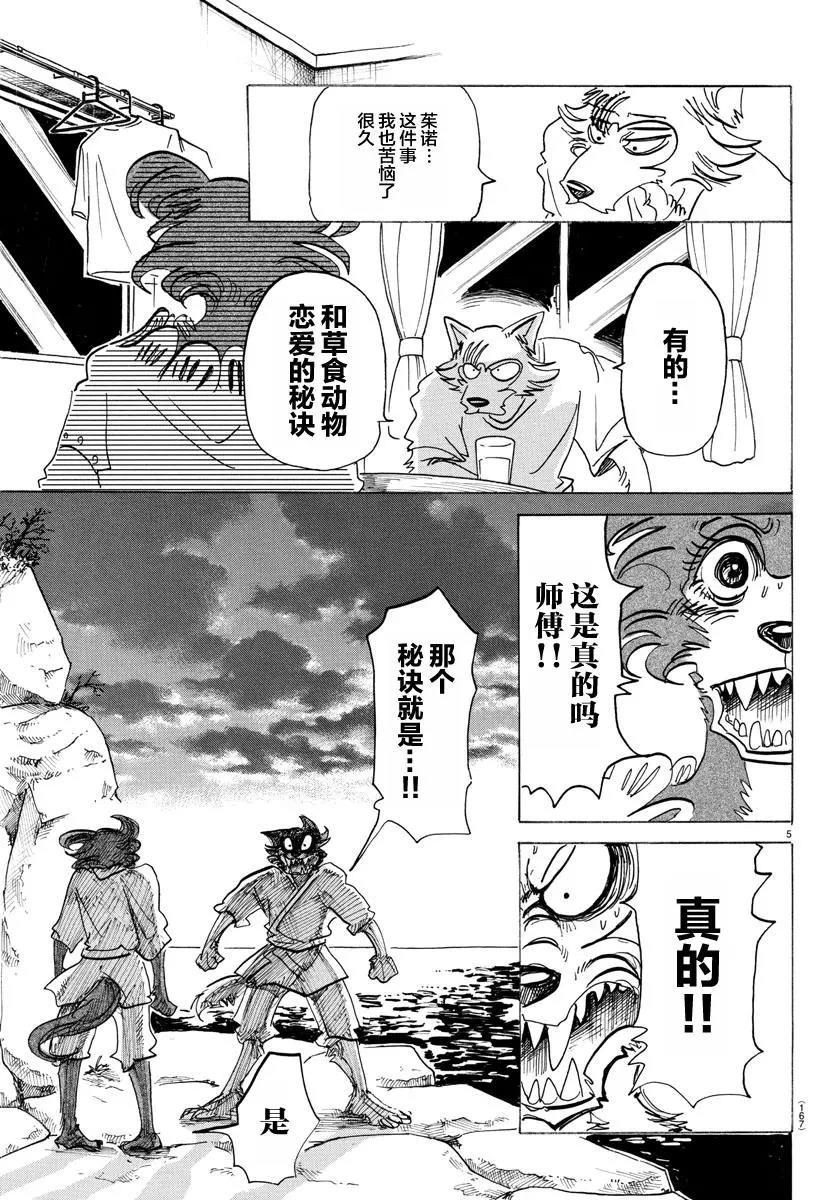 茱诺…
这件事
我也苦恼了
很久
有的…
和草食动物
恋爱的秘诀
这是真的吗
师傅!!
5
真的!!
那个
秘诀就是…!!
是
(167)